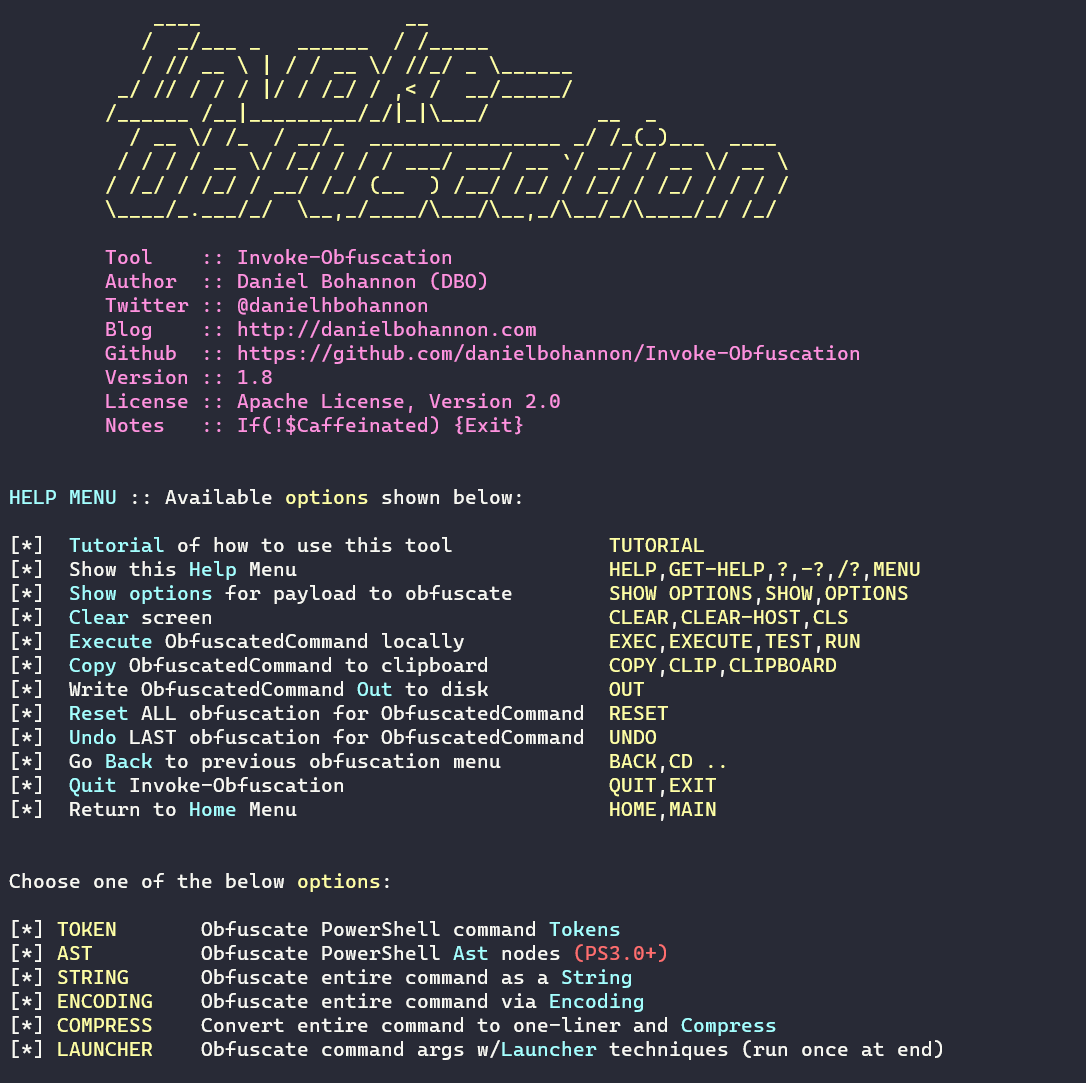 Invoke-
Obfuscation
Tool    :: Invoke-Obfuscation
Author  :: Daniel Bohannon (DBO)
Twitter :: @danielhbohannon
Blog    :: http://danielbohannon.com
Github  :: https://github.com/danielbohannon/Invoke-Obfuscation
Version :: 1.8
License :: Apache License, Version 2.0
Notes   :: If(!$Caffeinated) {Exit}
HELP MENU :: Available options shown below:
[*]  Tutorial of how to use this tool             TUTORIAL
[*]  Show this Help Menu                          HELP,GET-HELP,?,-?,/?,MENU
[*]  Show options for payload to obfuscate        SHOW OPTIONS,SHOW,OPTIONS
[*]  Clear screen                                 CLEAR,CLEAR-HOST,CLS
[*]  Execute ObfuscatedCommand locally            EXEC,EXECUTE,TEST,RUN
[*]  Copy ObfuscatedCommand to clipboard          COPY,CLIP,CLIPBOARD
[*]  Write ObfuscatedCommand Out to disk          OUT
[*]  Reset ALL obfuscation for ObfuscatedCommand  RESET
[*]  Undo LAST obfuscation for ObfuscatedCommand  UNDO
[*]  Go Back to previous obfuscation menu         BACK,CD ..
[*]  Quit Invoke-Obfuscation                      QUIT,EXIT
[*]  Return to Home Menu                          HOME,MAIN
Choose one of the below options:
[*] TOKEN       Obfuscate PowerShell command Tokens
[*] AST         Obfuscate PowerShell Ast nodes (PS3.0+)
[*] STRING      Obfuscate entire command as a String
[*] ENCODING    Obfuscate entire command via Encoding
[*] COMPRESS    Convert entire command to one-liner and Compress
[*] LAUNCHER    Obfuscate command args w/Launcher techniques (run once at end)